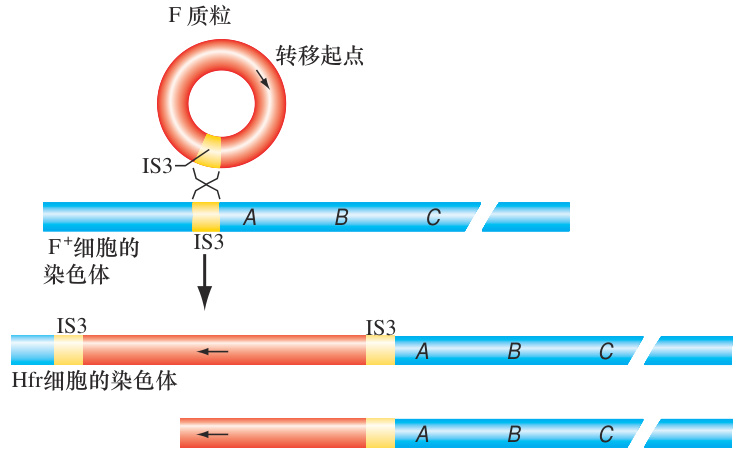 F 质粒
转移起点
IS3
A B C
IS3
F⁺细胞的
染色体
IS3 IS3
A B C
Hfr细胞的染色体
A B C